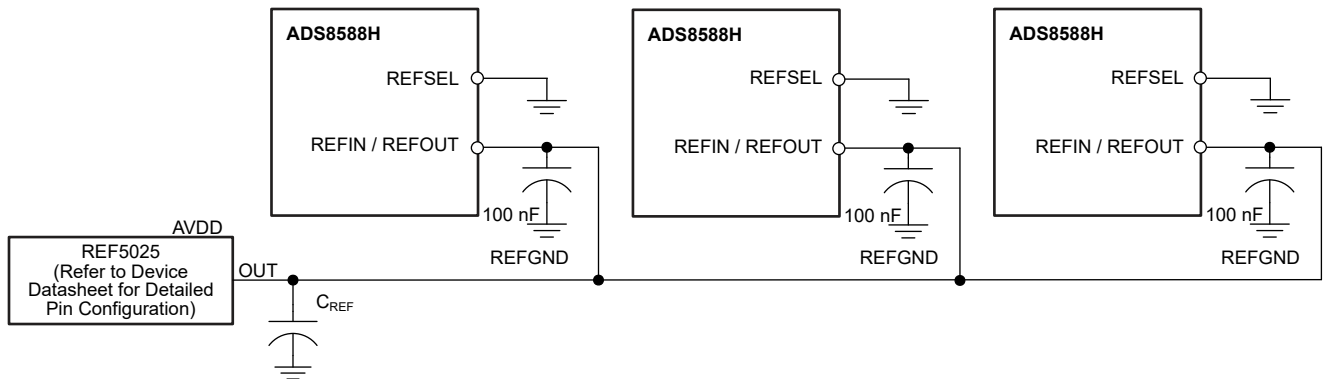 ADS8588H
REFSEL
REFIN / REFOUT
100 nF
REFGND
ADS8588H
REFSEL
REFIN / REFOUT
100 nF
REFGND
ADS8588H
REFSEL
REFIN / REFOUT
100 nF
REFGND
AVDD
REF5025
(Refer to Device
Datasheet for Detailed
Pin Configuration)
OUT
CREF